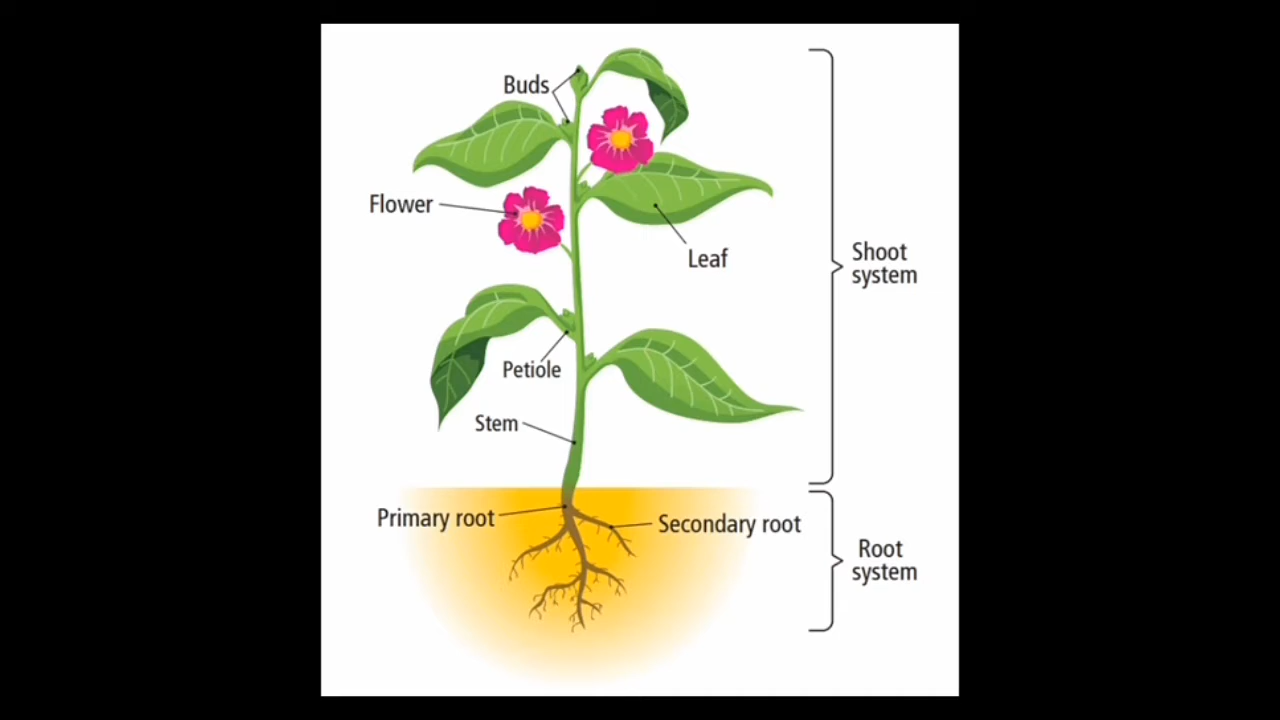 Buds
Flower
Leaf
Shoot
system
Petiole
Stem
Primary root
Secondary root
Root
system